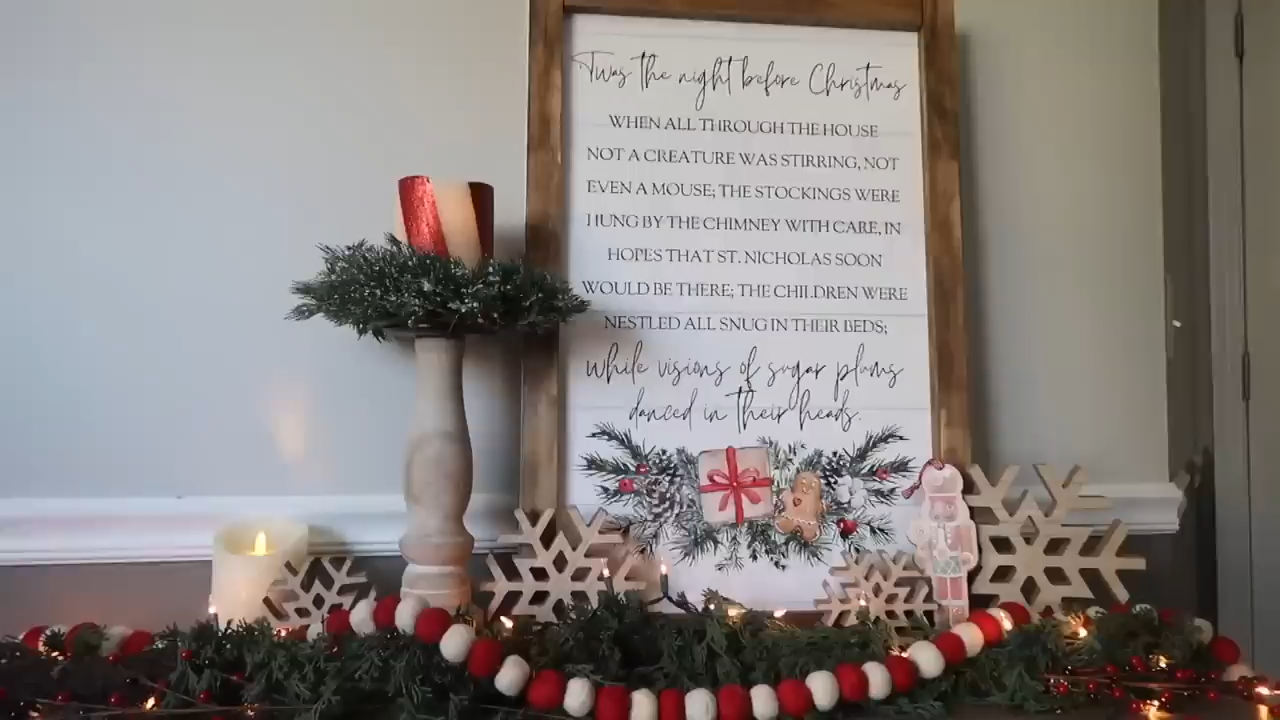 'Twas the night before Christmas
WHEN ALL THROUGH THE HOUSE
NOT A CREATURE WAS STIRRING, NOT
EVEN A MOUSE; THE STOCKINGS WERE
HUNG BY THE CHIMNEY WITH CARE, IN
HOPES THAT ST. NICHOLAS SOON
WOULD BE THERE; THE CHILDREN WERE
NESTLED ALL SNUG IN THEIR BEDS;
while visions of sugar plums
danced in their heads.